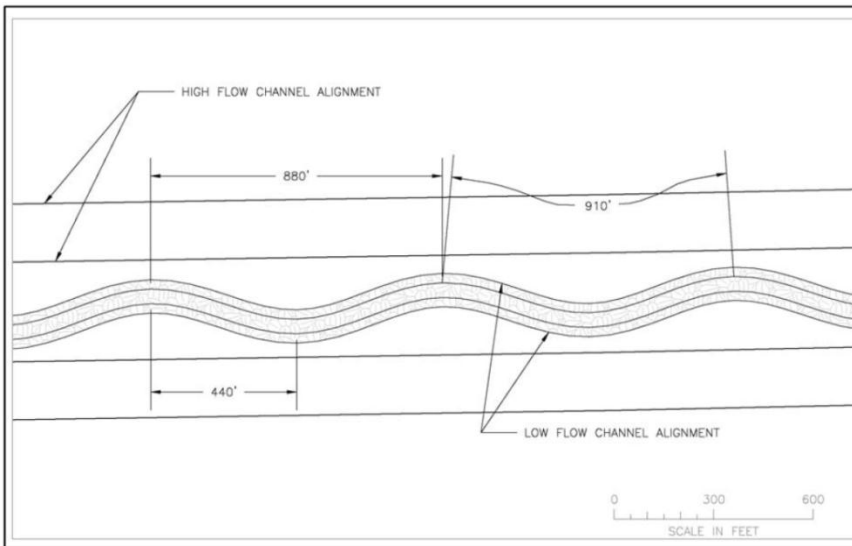 HIGH FLOW CHANNEL ALIGNMENT
880'
910'
440'
LOW FLOW CHANNEL ALIGNMENT
0 300 600
SCALE IN FEET